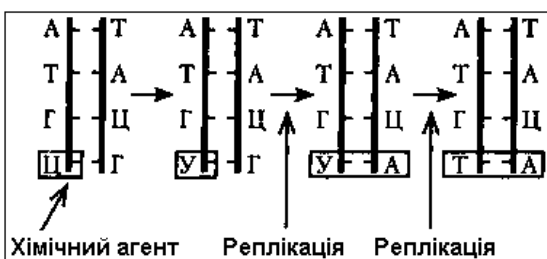 А Т А Т А Т А Т
Т А Т А Т А Т А
Г Ц Г Ц Г Ц Г Ц
Ц Г У Г У А Т А
Хімічний агент Реплікація Реплікація